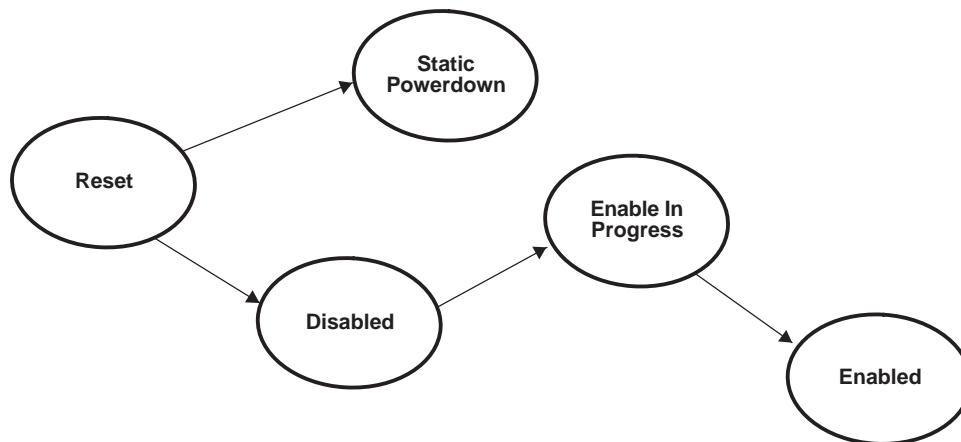 Static
Powerdown
Reset
Enable In
Progress
Disabled
Enabled